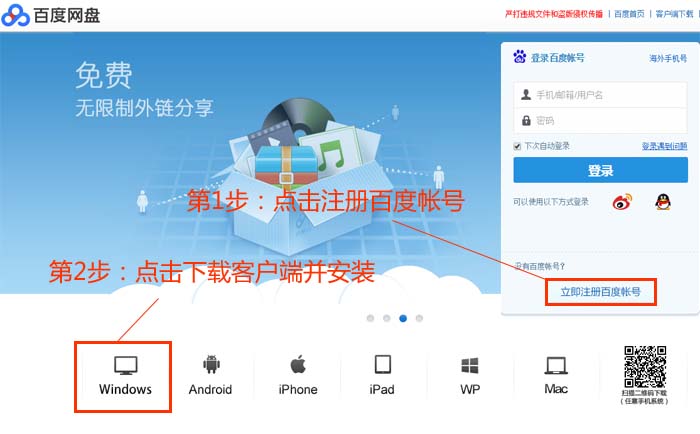 百度网盘
严打违规文件和盗版侵权传播 | 百度首页 | 客户端下载
免费
无限制外链分享
登录百度帐号 海外手机号
手机/邮箱/用户名
密码
下次自动登录 登录遇到问题
登录
可以使用以下方式登录
第1步：点击注册百度帐号
没有百度帐号？
立即注册百度帐号
第2步：点击下载客户端并安装
Windows
Android
iPhone
iPad
WP
Mac
扫描二维码下载
（任意手机系统）